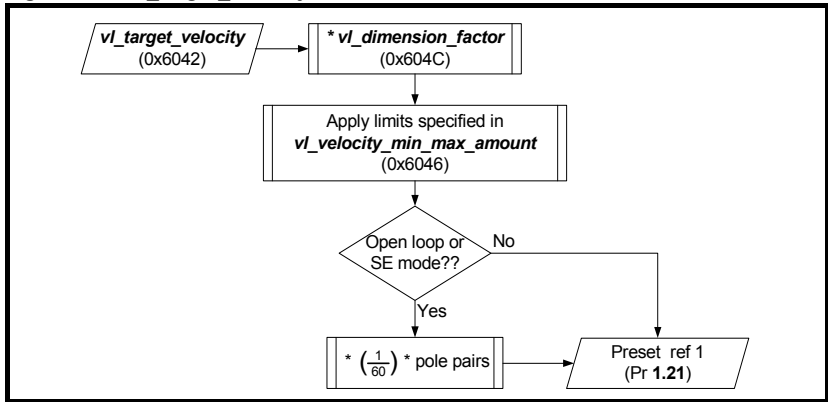 vl_target_velocity
(0x6042)
* vl_dimension_factor
(0x604C)
Apply limits specified in
vl_velocity_min_max_amount
(0x6046)
Open loop or
SE mode??
No
Yes
* (1/60) * pole pairs
Preset ref 1
(Pr 1.21)